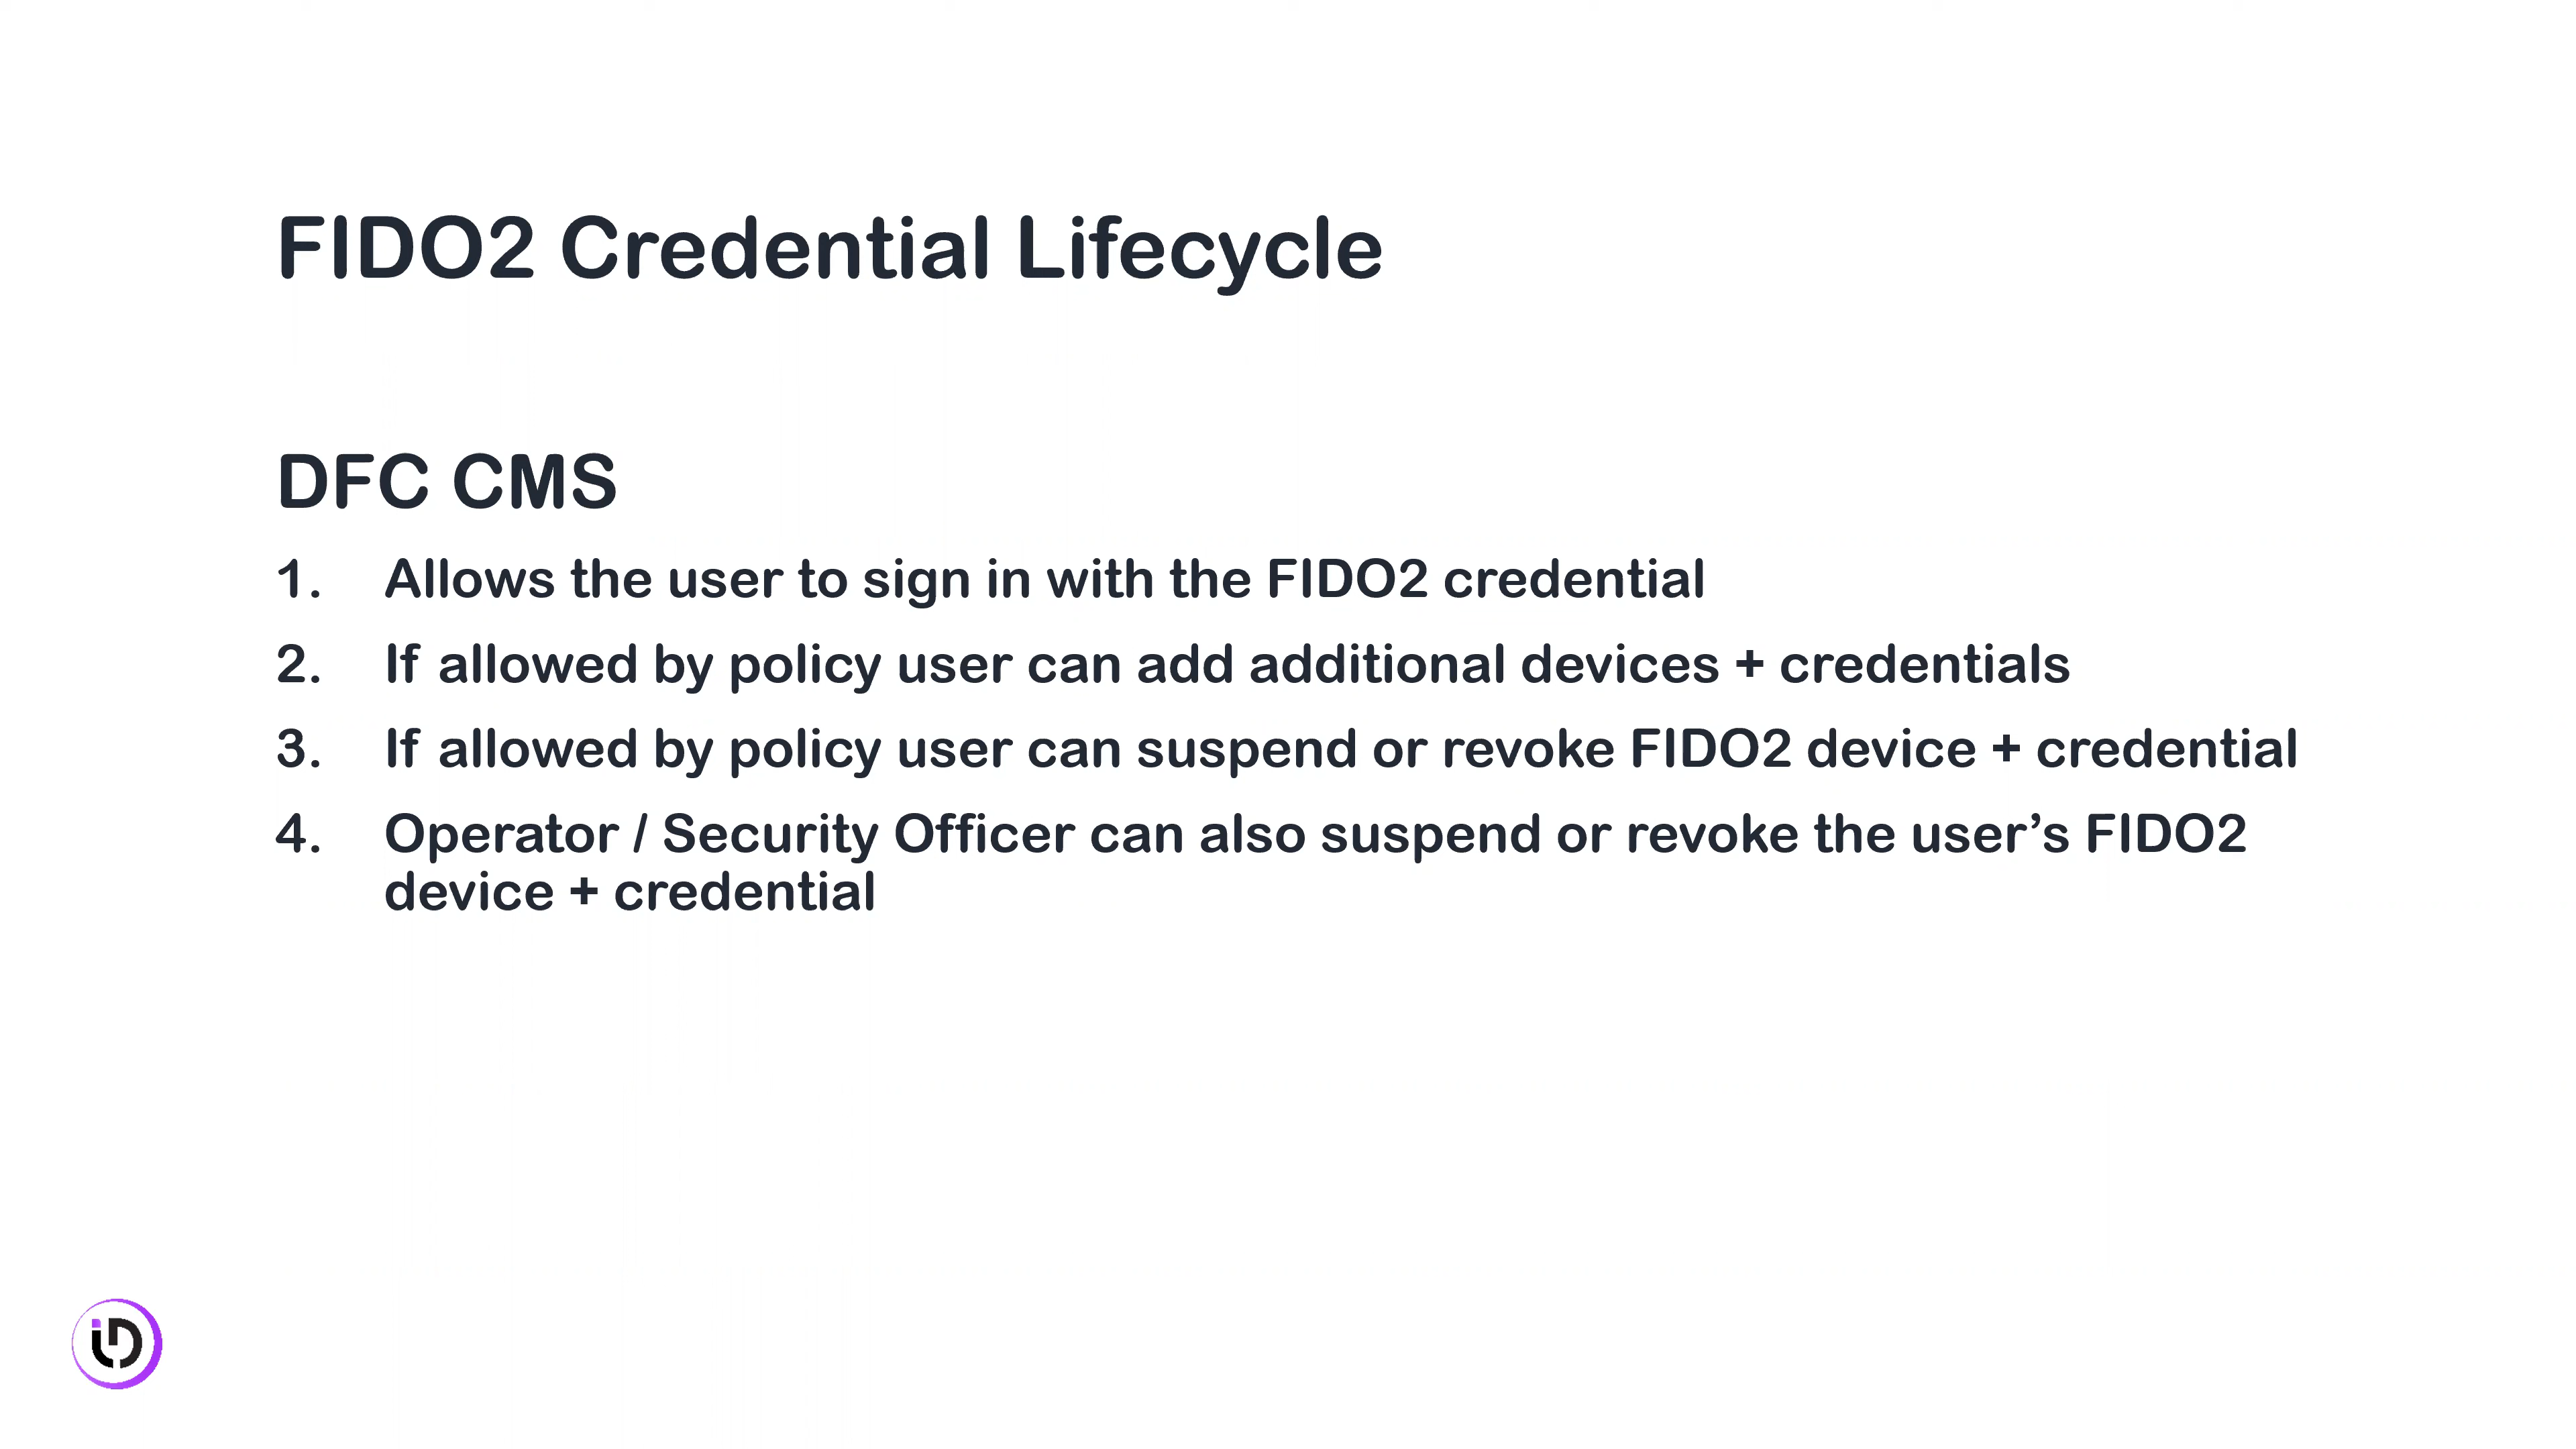 FIDO2 Credential Lifecycle
DFC CMS
1. Allows the user to sign in with the FIDO2 credential
2. If allowed by policy user can add additional devices + credentials
3. If allowed by policy user can suspend or revoke FIDO2 device + credential
4. Operator / Security Officer can also suspend or revoke the user’s FIDO2
device + credential
iD